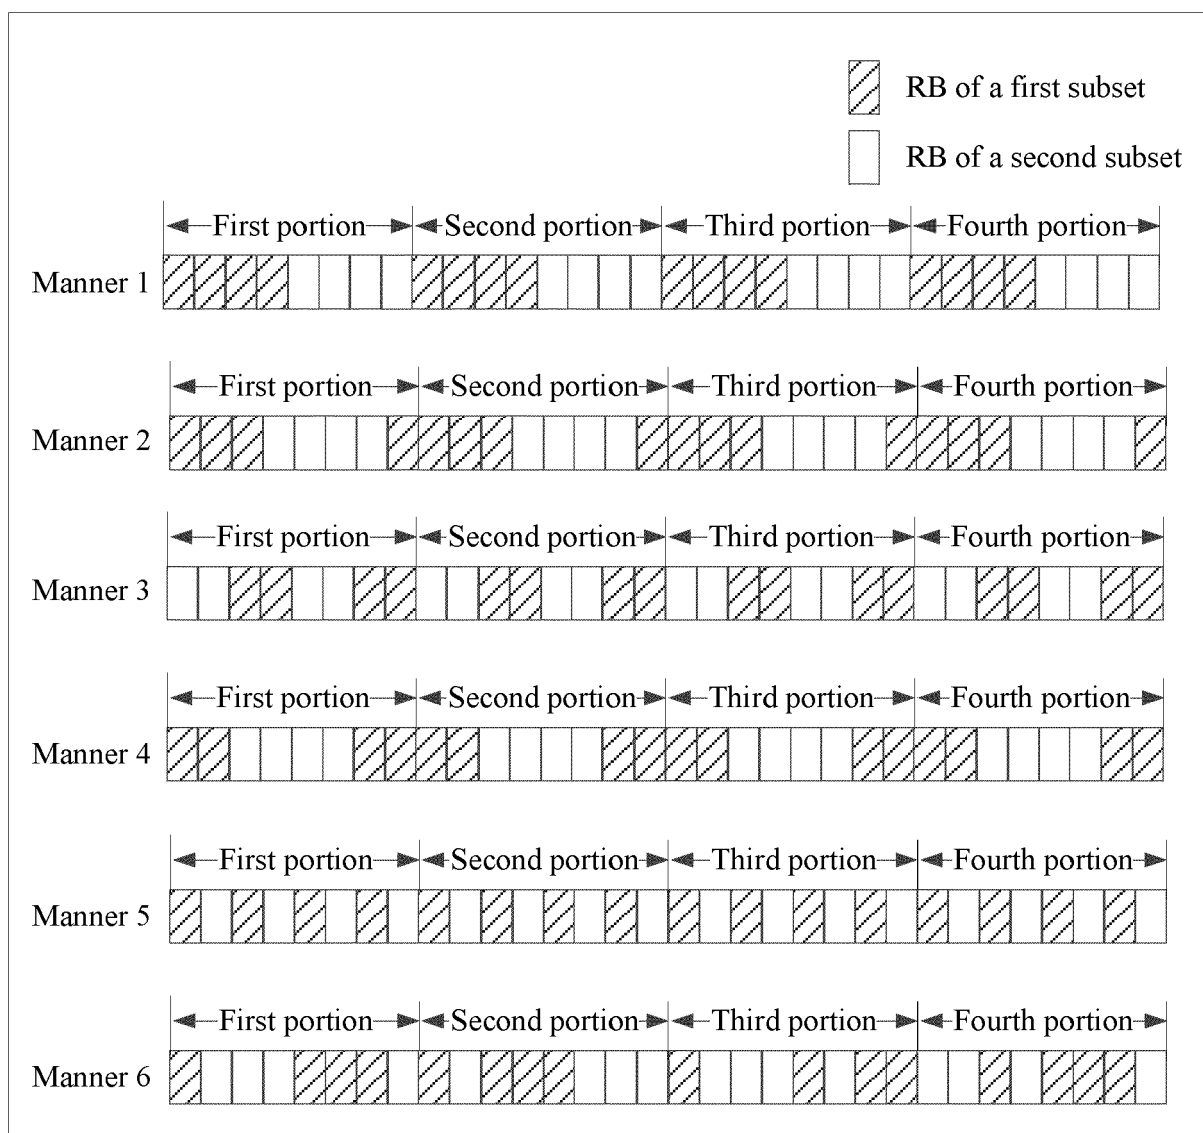 RB of a first subset
RB of a second subset
First portion Second portion Third portion Fourth portion
Manner 1
First portion Second portion Third portion Fourth portion
Manner 2
First portion Second portion Third portion Fourth portion
Manner 3
First portion Second portion Third portion Fourth portion
Manner 4
First portion Second portion Third portion Fourth portion
Manner 5
First portion Second portion Third portion Fourth portion
Manner 6